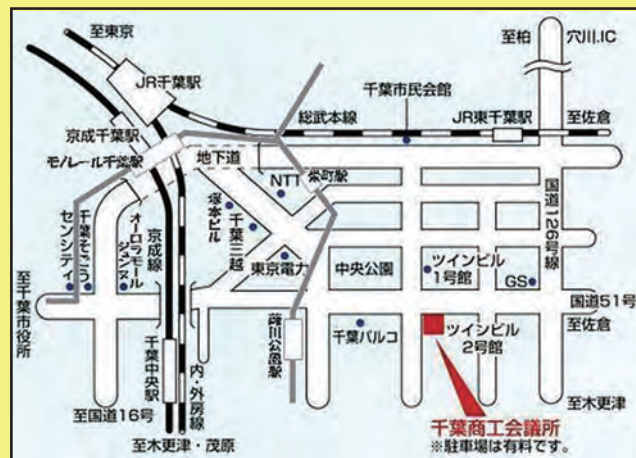 至東京
JR千葉駅
至柏
穴川.IC
千葉市民会館
総武本線
JR東千葉駅
至佐倉
京成千葉駅
モノレール千葉駅
地下道
NTT
栄町駅
塚本ビル
千葉三越
東京電力
中央公園
ツインビル
1号館
国道126号線
GS
センシティ
千葉そごう
オーロラモール
ジュンヌ
京成線
至千葉市役所
国道51号
至佐倉
葭川公園駅
千葉パルコ
ツインビル
2号館
千葉中央駅
内・外房線
至国道16号
至木更津・茂原
至木更津
千葉商工会議所
※駐車場は有料です。